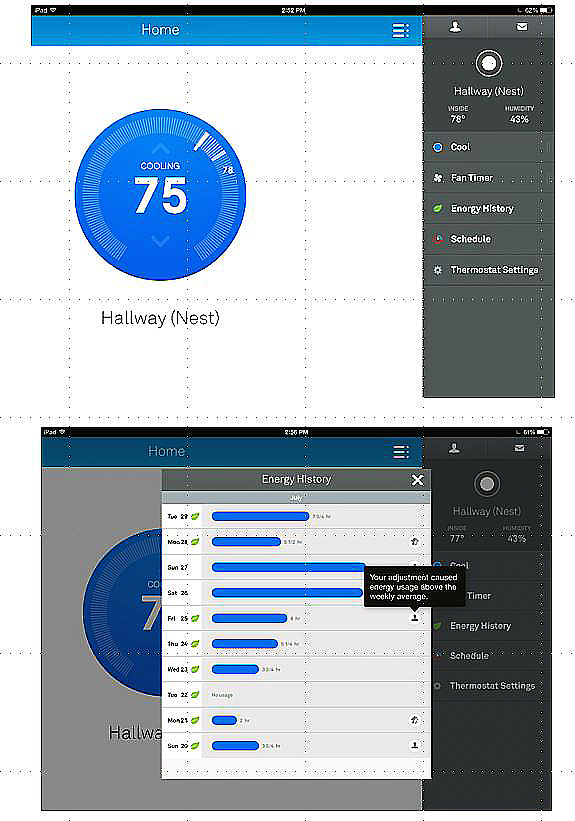 iPad
2:52 PM
62%
Home
Hallway (Nest)
INSIDE
HUMIDITY
78°
43%
COOLING
75
78
Hallway (Nest)
Cool
Fan Timer
Energy History
Schedule
Thermostat Settings
iPad
2:56 PM
61%
Home
Energy History
July
Tue 29
7 3/4 hr
Mon 28
5 1/2 hr
Sun 27
Sat 26
Your adjustment caused
energy usage above the
weekly average.
Fri 25
6 hr
Thu 24
5 1/4 hr
Wed 23
3 3/4 hr
Tue 22
No usage
Mon 21
2 hr
Sun 20
3 3/4 hr
Hallwa
Hallway (Nest)
INSIDE
HUMIDITY
77°
43%
Cool
Timer
Energy History
Schedule
Thermostat Settings